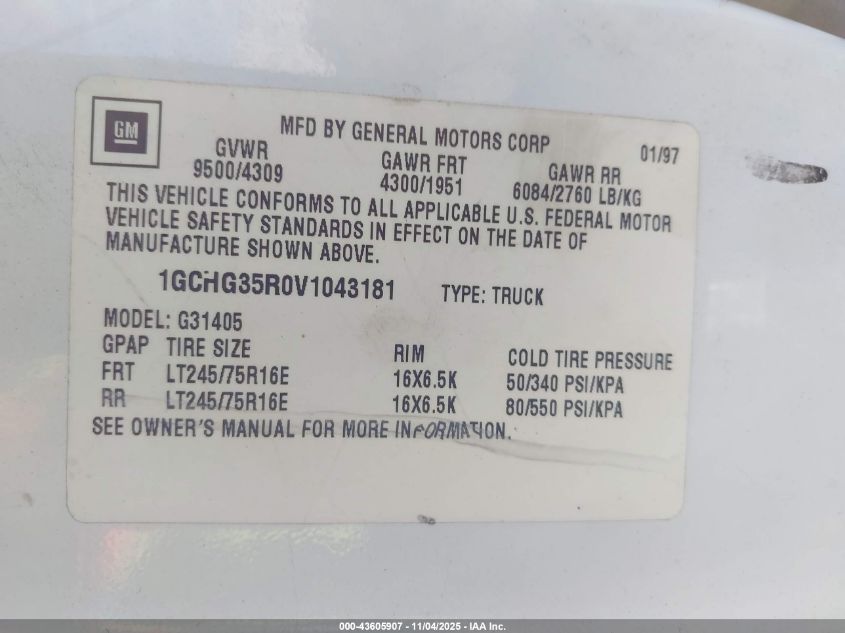 GM
MFD BY GENERAL MOTORS CORP 01/97
GVWR GAWR FRT GAWR RR
9500/4309 4300/1951 6084/2760 LB/KG
THIS VEHICLE CONFORMS TO ALL APPLICABLE U.S. FEDERAL MOTOR
VEHICLE SAFETY STANDARDS IN EFFECT ON THE DATE OF
MANUFACTURE SHOWN ABOVE.
1GCHG35R0V1043181 TYPE: TRUCK
MODEL: G31405
GPAP TIRE SIZE RIM COLD TIRE PRESSURE
FRT LT245/75R16E 16X6.5K 50/340 PSI/KPA
RR LT245/75R16E 16X6.5K 80/550 PSI/KPA
SEE OWNER'S MANUAL FOR MORE INFORMATION.
000-43605907 - 11/04/2025 - IAA Inc.